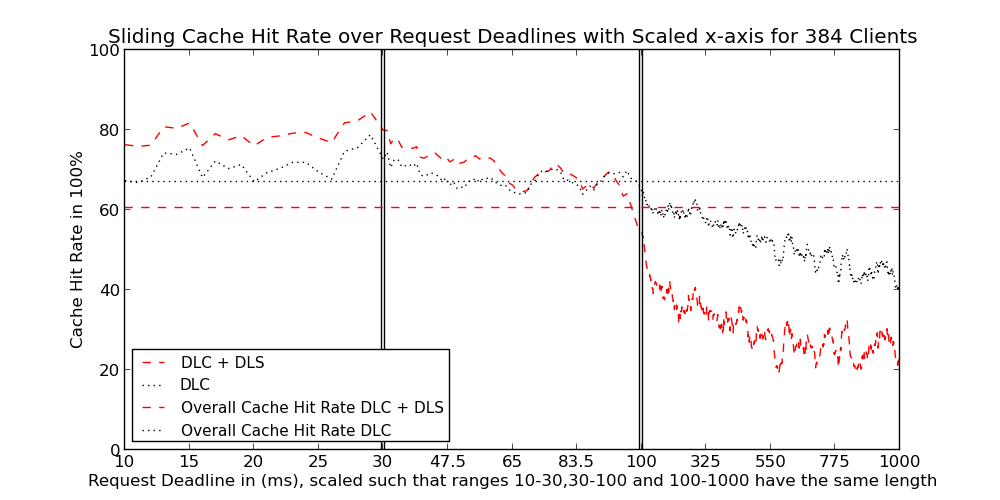 Sliding Cache Hit Rate over Request Deadlines with Scaled x-axis for 384 Clients
100
80
60
40
20
0
Cache Hit Rate in 100%
DLC + DLS
DLC
Overall Cache Hit Rate DLC + DLS
Overall Cache Hit Rate DLC
10 15 20 25 30 47.5 65 83.5 100 325 550 775 1000
Request Deadline in (ms), scaled such that ranges 10-30,30-100 and 100-1000 have the same length